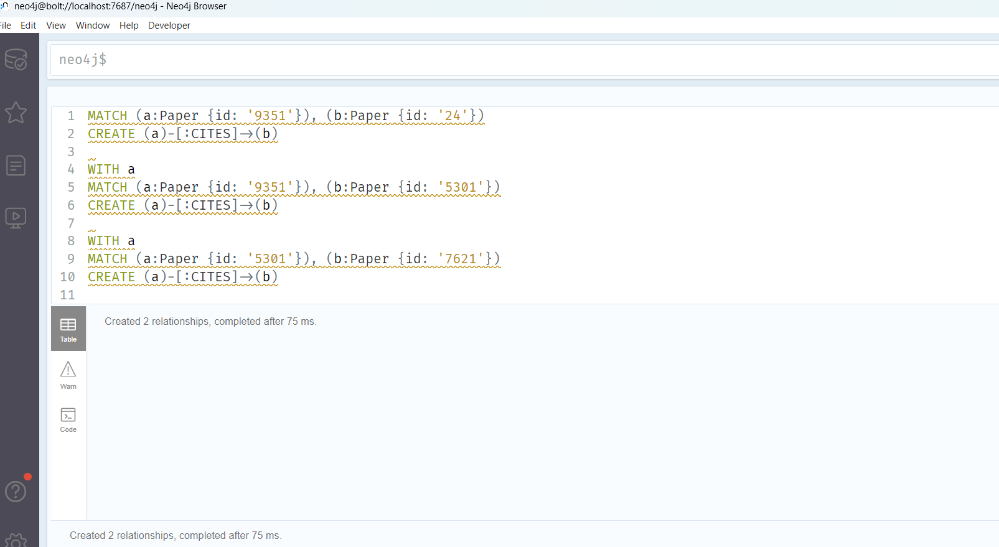 neo4j@bolt://localhost:7687/neo4j - Neo4j Browser
File Edit View Window Help Developer
neo4j$
1 MATCH (a:Paper {id: '9351'}), (b:Paper {id: '24'})
2 CREATE (a)-[:CITES]->(b)
3
4 WITH a
5 MATCH (a:Paper {id: '9351'}), (b:Paper {id: '5301'})
6 CREATE (a)-[:CITES]->(b)
7
8 WITH a
9 MATCH (a:Paper {id: '5301'}), (b:Paper {id: '7621'})
10 CREATE (a)-[:CITES]->(b)
11
Created 2 relationships, completed after 75 ms.
Table
Warn
Code
Created 2 relationships, completed after 75 ms.